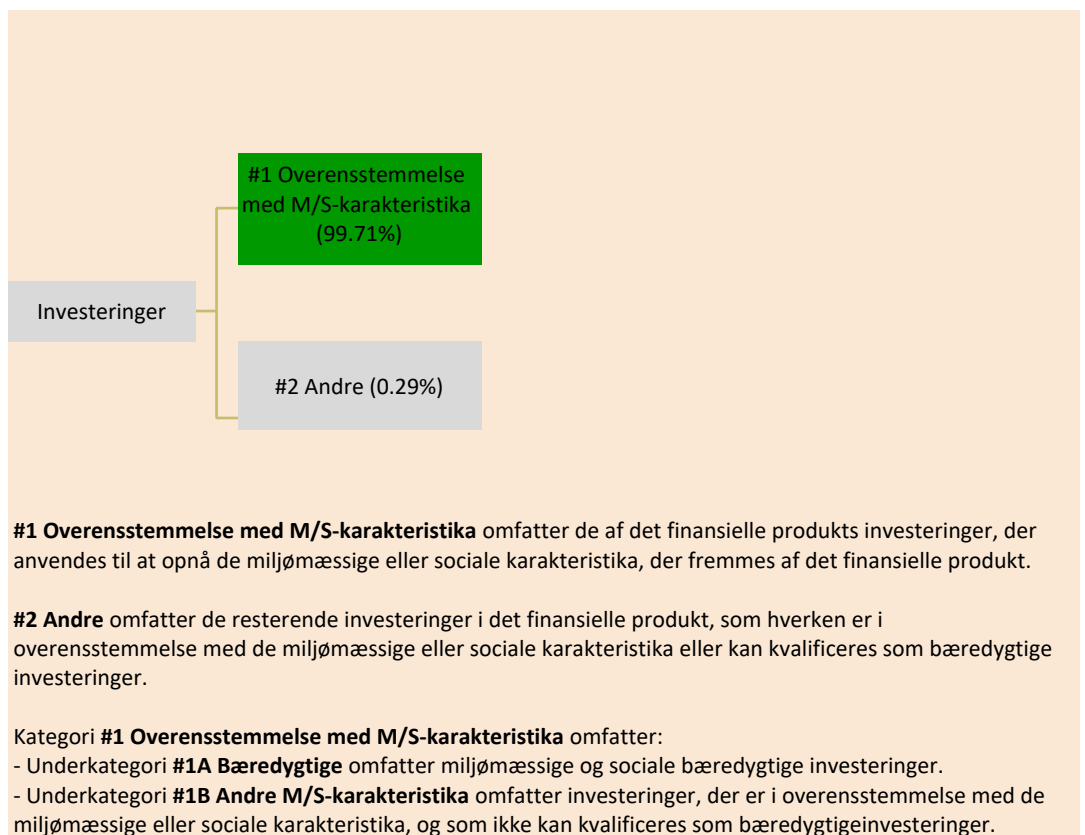 #1 Overensstemmelse
med M/S-karakteristika
(99.71%)
Investeringer
#2 Andre (0.29%)
#1 Overensstemmelse med M/S-karakteristika omfatter de af det finansielle produkts investeringer, der
anvendes til at opnå de miljømæssige eller sociale karakteristika, der fremmes af det finansielle produkt.
#2 Andre omfatter de resterende investeringer i det finansielle produkt, som hverken er i
overensstemmelse med de miljømæssige eller sociale karakteristika eller kan kvalificeres som bæredygtige
investeringer.
Kategori #1 Overensstemmelse med M/S-karakteristika omfatter:
- Underkategori #1A Bæredygtige omfatter miljømæssige og sociale bæredygtige investeringer.
- Underkategori #1B Andre M/S-karakteristika omfatter investeringer, der er i overensstemmelse med de
miljømæssige eller sociale karakteristika, og som ikke kan kvalificeres som bæredygtigeinvesteringer.